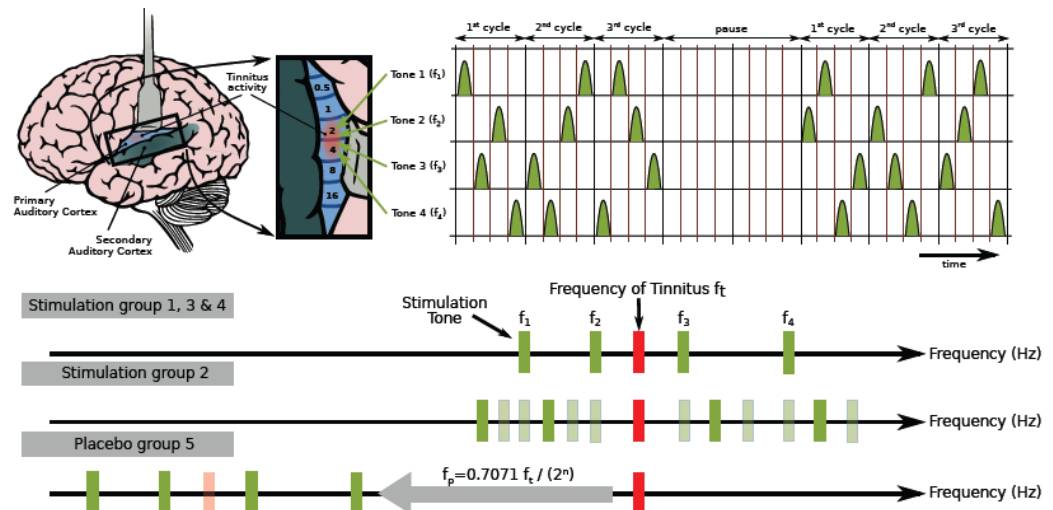 1st cycle 2nd cycle 3rd cycle pause 1st cycle 2nd cycle 3rd cycle
Tinnitus
activity
Primary
Auditory Cortex
Secondary
Auditory Cortex
0.5
1
2
4
8
16
Tone 1 (f1)
Tone 2 (f2)
Tone 3 (f3)
Tone 4 (f4)
time
Stimulation group 1, 3 & 4
Stimulation
Tone
Frequency of Tinnitus ft
f1 f2 f3 f4
Frequency (Hz)
Stimulation group 2
Frequency (Hz)
Placebo group 5
fp=0.7071 ft / (2n)
Frequency (Hz)